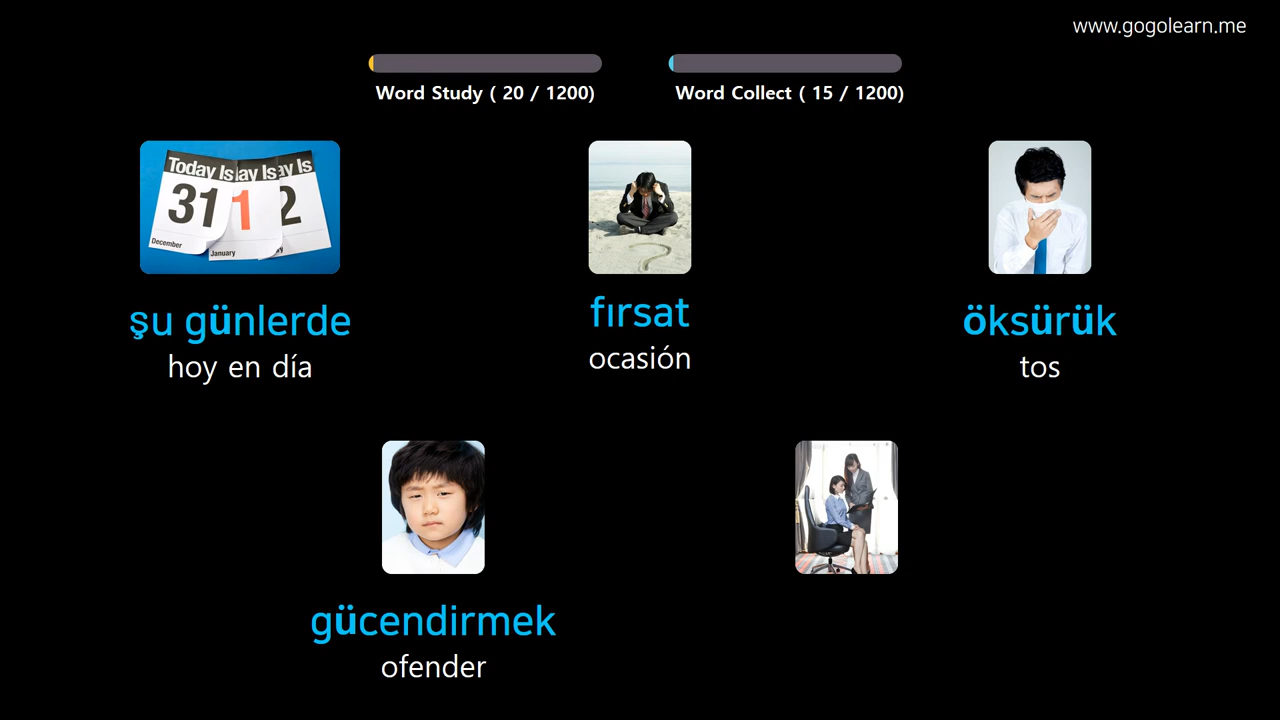 www.gogolearn.me
Word Study ( 20 / 1200)
Word Collect ( 15 / 1200)
Today Is
ay Is
ay Is
31
1
2
December
January
şu günlerde
hoy en día
fırsat
ocasión
öksürük
tos
gücendirmek
ofender